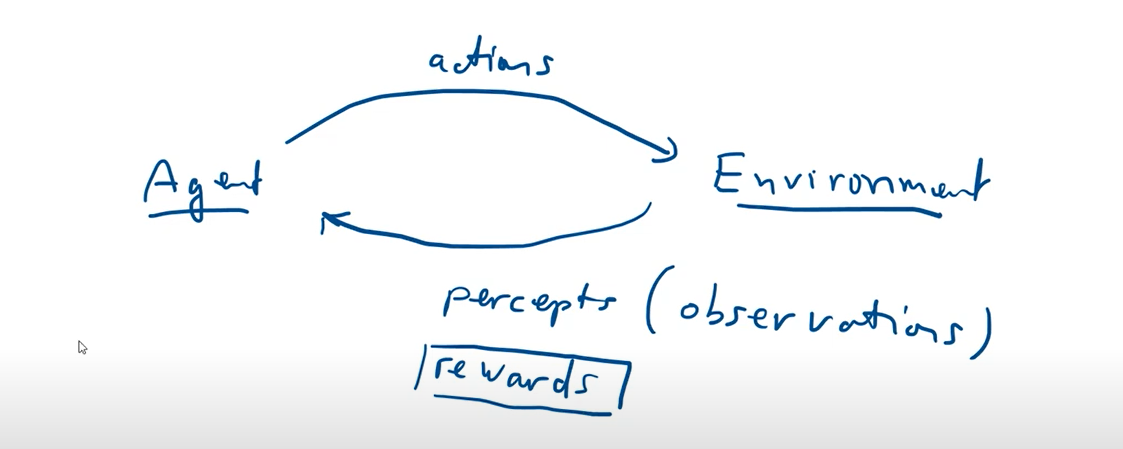 actions
Agent
Environment
percepts (observations)
rewards